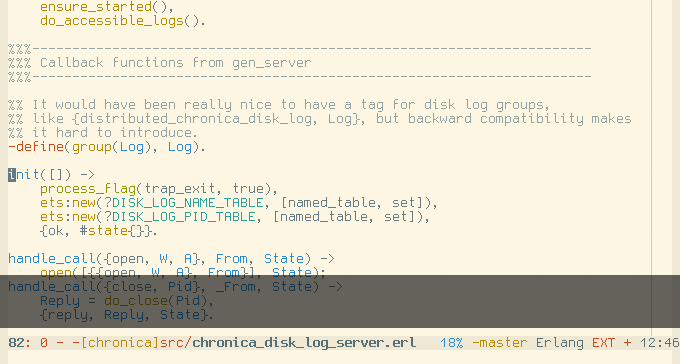 ensure_started(),
do_accessible_logs().
%%%----------------------------------------------------------------------
%%% Callback functions from gen_server
%%%----------------------------------------------------------------------
%% It would have been really nice to have a tag for disk log groups,
%% like {distributed_chronica_disk_log, Log}, but backward compatibility makes
%% it hard to introduce.
-define(group(Log), Log).
init([]) ->
process_flag(trap_exit, true),
ets:new(?DISK_LOG_NAME_TABLE, [named_table, set]),
ets:new(?DISK_LOG_PID_TABLE, [named_table, set]),
{ok, #state{}}.
handle_call({open, W, A}, From, State) ->
open([{{open, W, A}, From}], State);
handle_call({close, Pid}, _From, State) ->
Reply = do_close(Pid),
{reply, Reply, State}.
82: 0 - -[chronica]src/chronica_disk_log_server.erl 18% -master Erlang EXT + 12:46